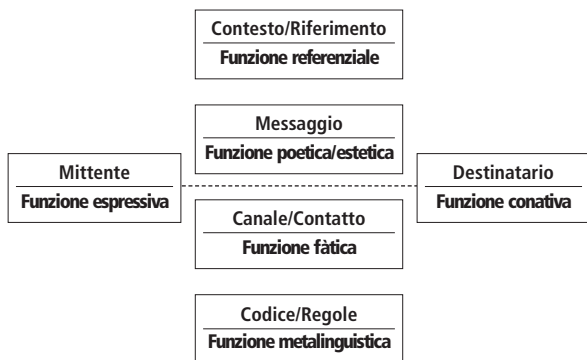 Contesto/Riferimento
Funzione referenziale
Messaggio
Funzione poetica/estetica
Mittente
Funzione espressiva
Destinatario
Funzione conativa
Canale/Contatto
Funzione fàtica
Codice/Regole
Funzione metalinguistica